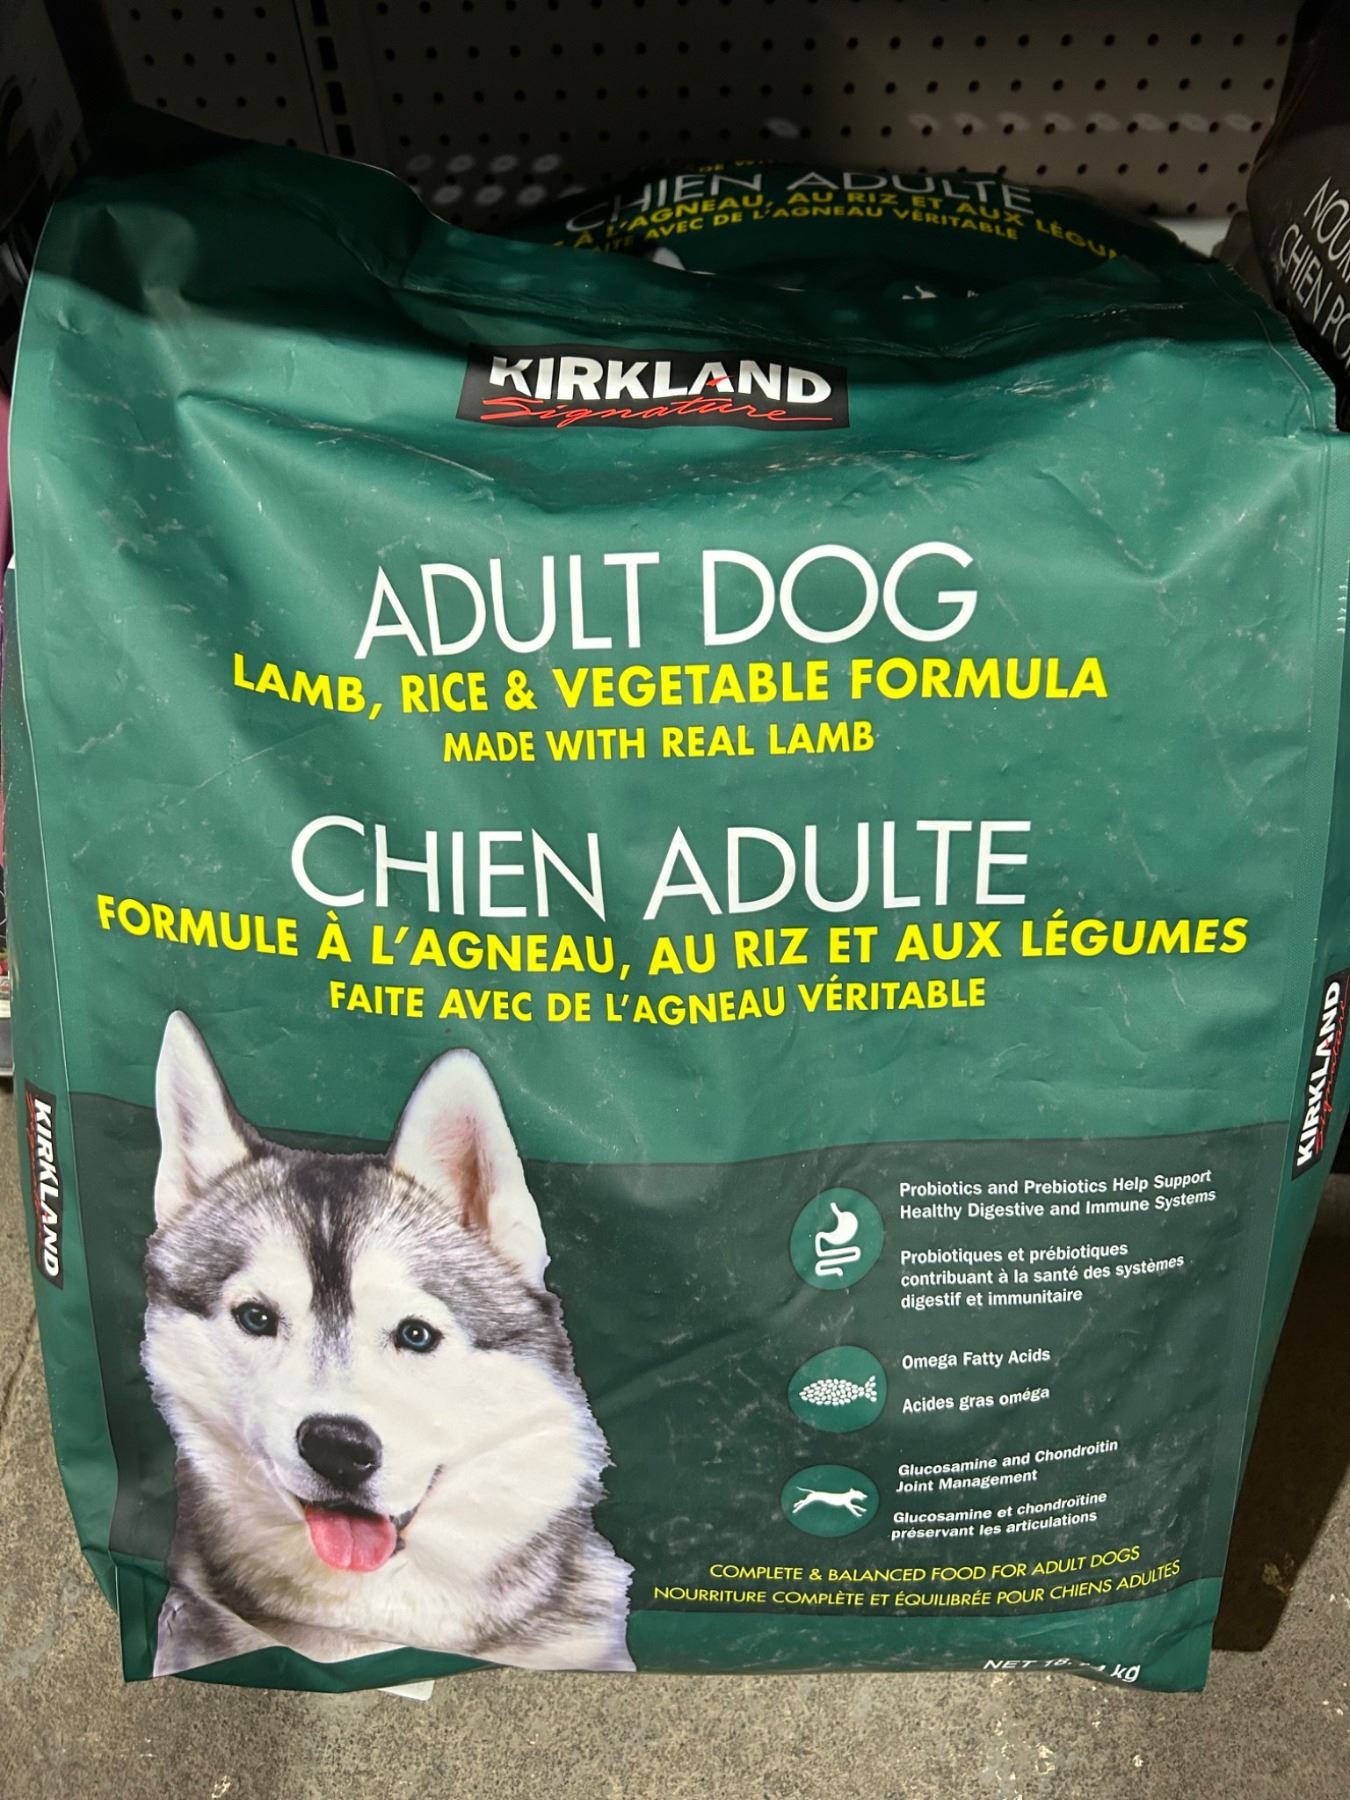 CHIEN ADULTE
À L'AGNEAU, AU RIZ ET AUX
AVEC DE L'AGNEAU VÉRITABLE
CHIEN
KIRKLAND
Signature
ADULT DOG
LAMB, RICE & VEGETABLE FORMULA
MADE WITH REAL LAMB
CHIEN ADULTE
FORMULE À L'AGNEAU, AU RIZ ET AUX LÉGUMES
FAITE AVEC DE L'AGNEAU VÉRITABLE
KIRKLAND
KIRKLAND
Signature
Probiotics and Prebiotics Help Support
Healthy Digestive and Immune Systems
Probiotiques et prébiotiques
contribuant à la santé des systèmes
digestif et immunitaire
Omega Fatty Acids
Acides gras oméga
Glucosamine and Chondroitin
Joint Management
Glucosamine et chondroïtine
préservant les articulations
COMPLETE & BALANCED FOOD FOR ADULT DOGS
NOURRITURE COMPLÈTE ET ÉQUILIBRÉE POUR CHIENS ADULTES
NET kg